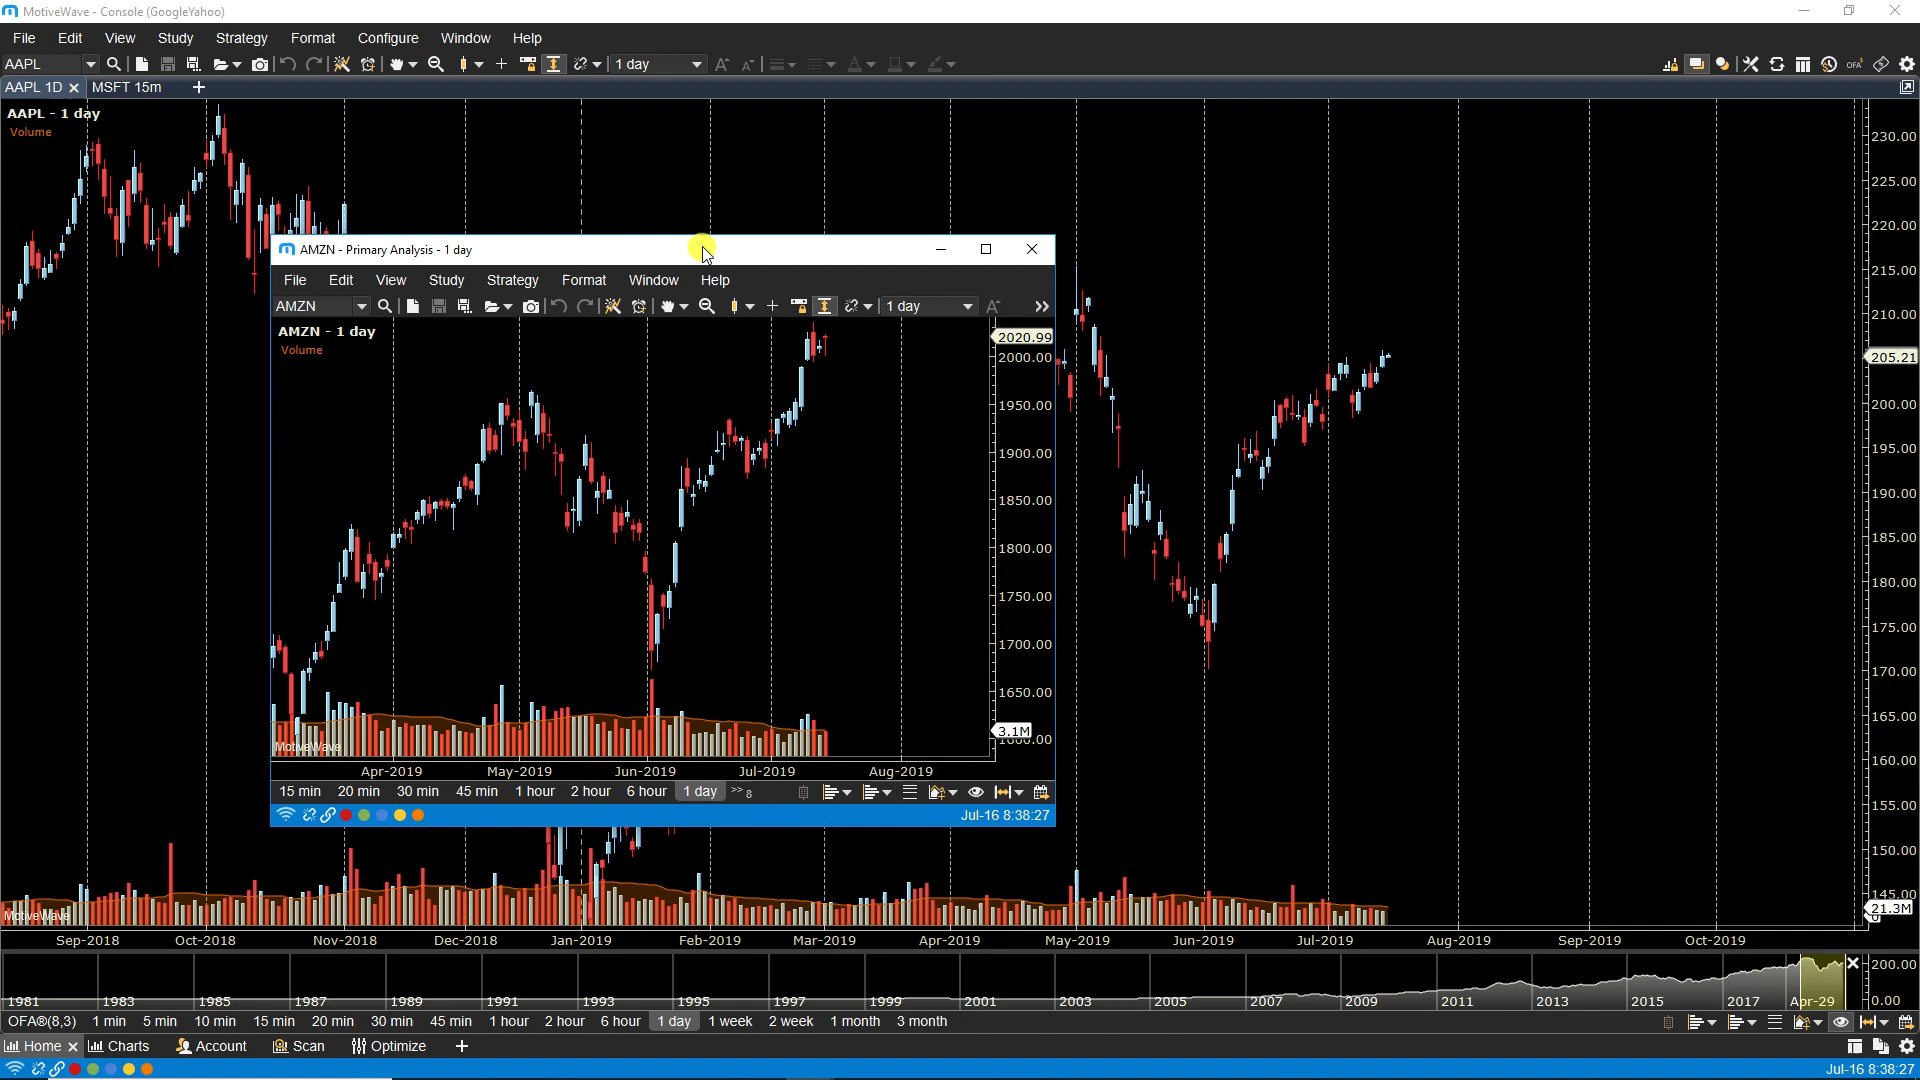 MotiveWave - Console (GoogleYahoo)
File Edit View Study Strategy Format Configure Window Help
AAPL 1 day
AAPL 1D MSFT 15m
AAPL - 1 day
Volume
230.00
225.00
220.00
215.00
210.00
205.21
200.00
195.00
190.00
185.00
180.00
175.00
170.00
165.00
160.00
155.00
150.00
145.00
21.3M
AMZN - Primary Analysis - 1 day
File Edit View Study Strategy Format Window Help
AMZN 1 day
AMZN - 1 day
Volume
2020.99
2000.00
1950.00
1900.00
1850.00
1800.00
1750.00
1700.00
1650.00
3.1M
1600.00
MotiveWave
Apr-2019 May-2019 Jun-2019 Jul-2019 Aug-2019
15 min 20 min 30 min 45 min 1 hour 2 hour 6 hour 1 day >> 8
Jul-16 8:38:27
MotiveWave
Sep-2018 Oct-2018 Nov-2018 Dec-2018 Jan-2019 Feb-2019 Mar-2019 Apr-2019 May-2019 Jun-2019 Jul-2019 Aug-2019 Sep-2019 Oct-2019
200.00
1981 1983 1985 1987 1989 1991 1993 1995 1997 1999 2001 2003 2005 2007 2009 2011 2013 2015 2017 Apr-29 0.00
OFA®(8,3) 1 min 5 min 10 min 15 min 20 min 30 min 45 min 1 hour 2 hour 6 hour 1 day 1 week 2 week 1 month 3 month
Home Charts Account Scan Optimize
Jul-16 8:38:27